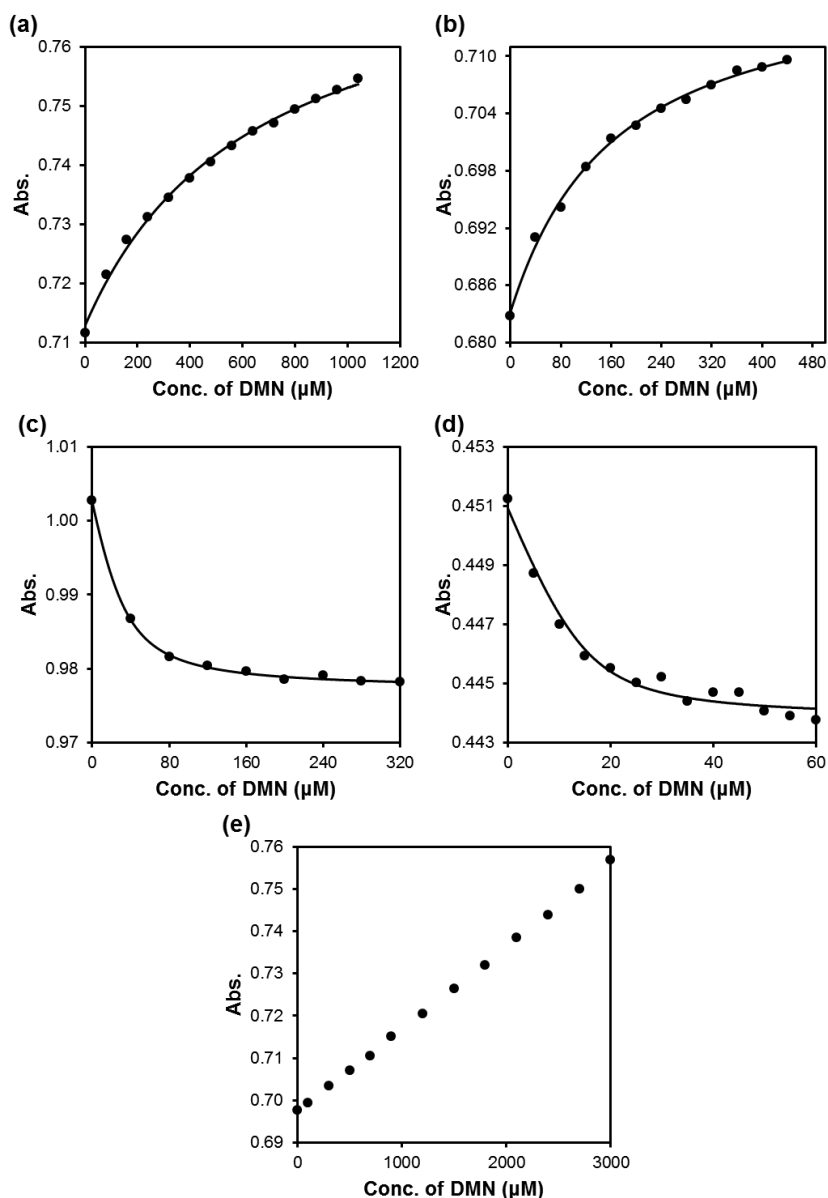 (a)
0.76
0.75
0.74
0.73
0.72
0.71
Abs.
0 200 400 600 800 1000 1200
Conc. of DMN (µM)
(b)
0.710
0.704
0.698
0.692
0.686
0.680
Abs.
0 80 160 240 320 400 480
Conc. of DMN (µM)
(c)
1.01
1.00
0.99
0.98
0.97
Abs.
0 80 160 240 320
Conc. of DMN (µM)
(d)
0.453
0.451
0.449
0.447
0.445
0.443
Abs.
0 20 40 60
Conc. of DMN (µM)
(e)
0.76
0.75
0.74
0.73
0.72
0.71
0.70
0.69
Abs.
0 1000 2000 3000
Conc. of DMN (µM)